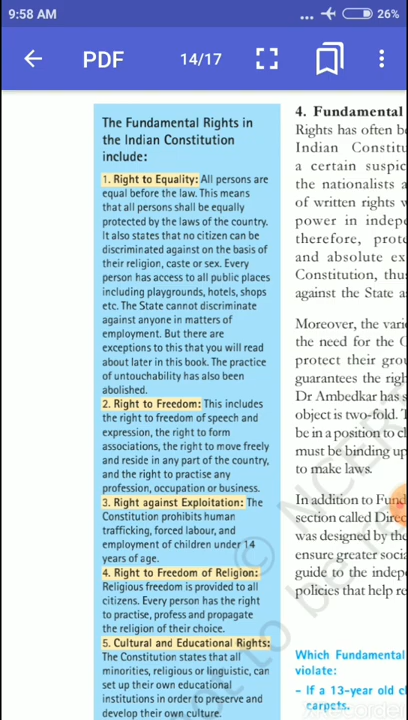 9:58 AM
... 26%
PDF
14/17
The Fundamental Rights in
the Indian Constitution
include:
1. Right to Equality: All persons are
equal before the law. This means
that all persons shall be equally
protected by the laws of the country.
It also states that no citizen can be
discriminated against on the basis of
their religion, caste or sex. Every
person has access to all public places
including playgrounds, hotels, shops
etc. The State cannot discriminate
against anyone in matters of
employment. But there are
exceptions to this that you will read
about later in this book. The practice
of untouchability has also been
abolished.
2. Right to Freedom: This includes
the right to freedom of speech and
expression, the right to form
associations, the right to move freely
and reside in any part of the country,
and the right to practise any
profession, occupation or business.
3. Right against Exploitation: The
Constitution prohibits human
trafficking, forced labour, and
employment of children under 14
years of age.
4. Right to Freedom of Religion:
Religious freedom is provided to all
citizens. Every person has the right
to practise, profess and propagate
the religion of their choice.
5. Cultural and Educational Rights:
The Constitution states that all
minorities, religious or linguistic, can
set up their own educational
institutions in order to preserve and
develop their own culture.
4. Fundamental
Rights has often b
Indian Constitu
a certain suspic
the nationalists a
of written rights w
power in indepe
therefore, prote
and absolute ex
Constitution, thu
against the State a
Moreover, the vari
the need for the C
protect their grou
guarantees the righ
Dr Ambedkar has s
object is two-fold. T
be in a position to cl
must be binding up
to make laws.
In addition to Fund
section called Direc
was designed by the
ensure greater socia
guide to the indepe
policies that help re
Which Fundamental
violate:
- If a 13-year old c
carpets.
© NCER